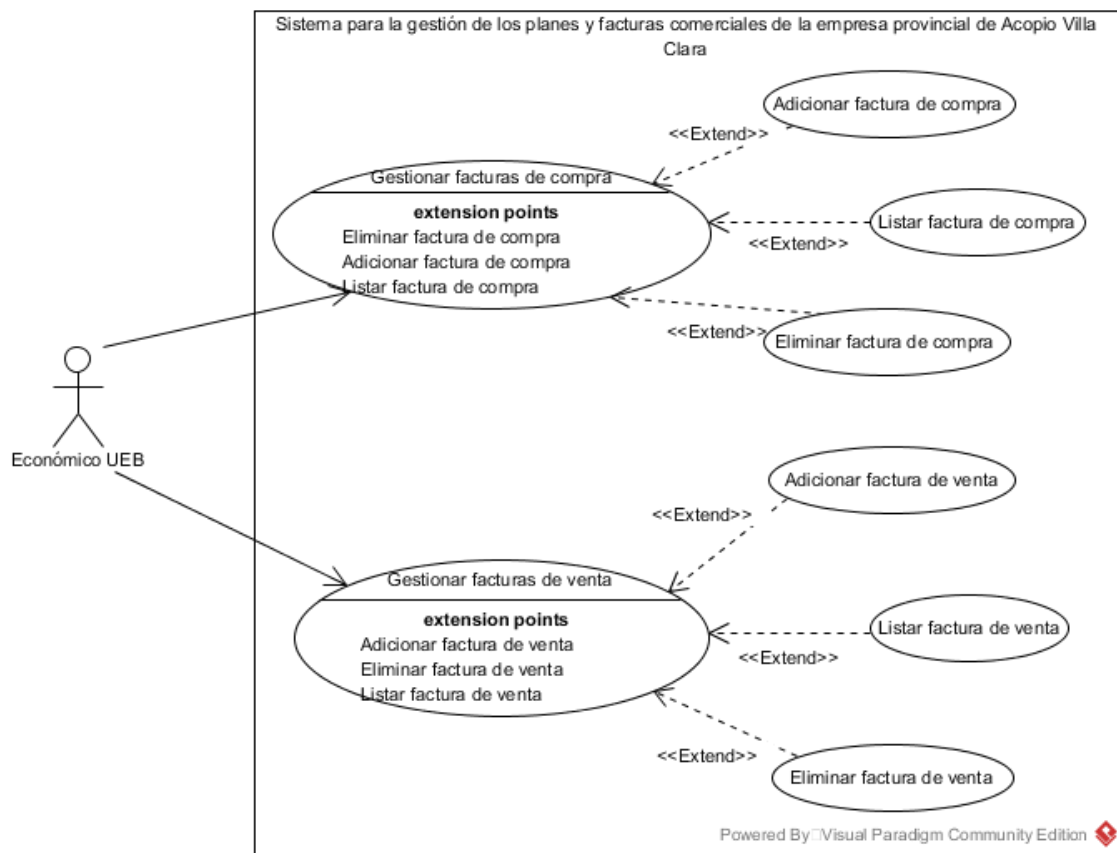 Sistema para la gestión de los planes y facturas comerciales de la empresa provincial de Acopio Villa
Clara
Adicionar factura de compra
<<Extend>>
Gestionar facturas de compra
extension points
Eliminar factura de compra
Adicionar factura de compra
Listar factura de compra
Listar factura de compra
<<Extend>>
<<Extend>>
Eliminar factura de compra
Económico UEB
Adicionar factura de venta
<<Extend>>
Gestionar facturas de venta
extension points
Adicionar factura de venta
Eliminar factura de venta
Listar factura de venta
Listar factura de venta
<<Extend>>
<<Extend>>
Eliminar factura de venta
Powered By Visual Paradigm Community Edition